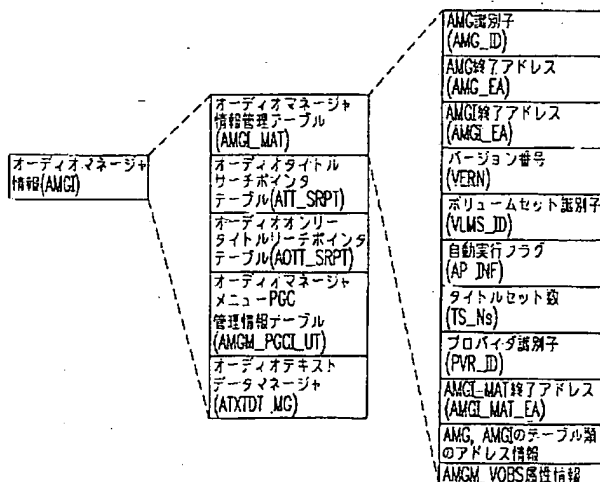 オーディオマネージャ
情報(AMGI)
オーディオマネージャ
情報管理テーブル
(AMGI_MAT)
オーディオタイトル
サーチポインタ
テーブル(ATT_SRPT)
オーディオオンリー
タイトルサーチポインタ
テーブル(AOTT_SRPT)
オーディオマネージャ
メニューPGC
管理情報テーブル
(AMGM_PGCI_UT)
オーディオテキスト
データマネージャ
(ATXTDT_MG)
AMG識別子
(AMG_ID)
AMG終了アドレス
(AMG_EA)
AMGI終了アドレス
(AMGI_EA)
バージョン番号
(VERN)
ボリュームセット識別子
(VLMS_ID)
自動実行フラグ
(AP_INF)
タイトルセット数
(TS_Ns)
プロバイダ識別子
(PVR_ID)
AMGI-MAT終了アドレス
(AMGI_MAT_EA)
AMG, AMGIのテーブル類
のアドレス情報
AMGM_VOBS属性情報